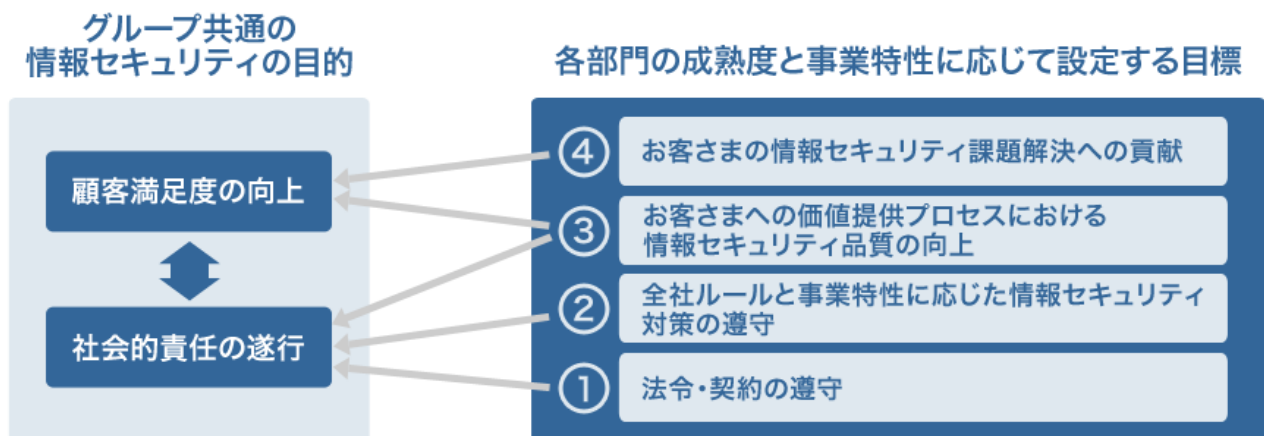 グループ共通の
情報セキュリティの目的
各部門の成熟度と事業特性に応じて設定する目標
顧客満足度の向上
社会的責任の遂行
④ お客さまの情報セキュリティ課題解決への貢献
③ お客さまへの価値提供プロセスにおける
情報セキュリティ品質の向上
② 全社ルールと事業特性に応じた情報セキュリティ
対策の遵守
① 法令・契約の遵守